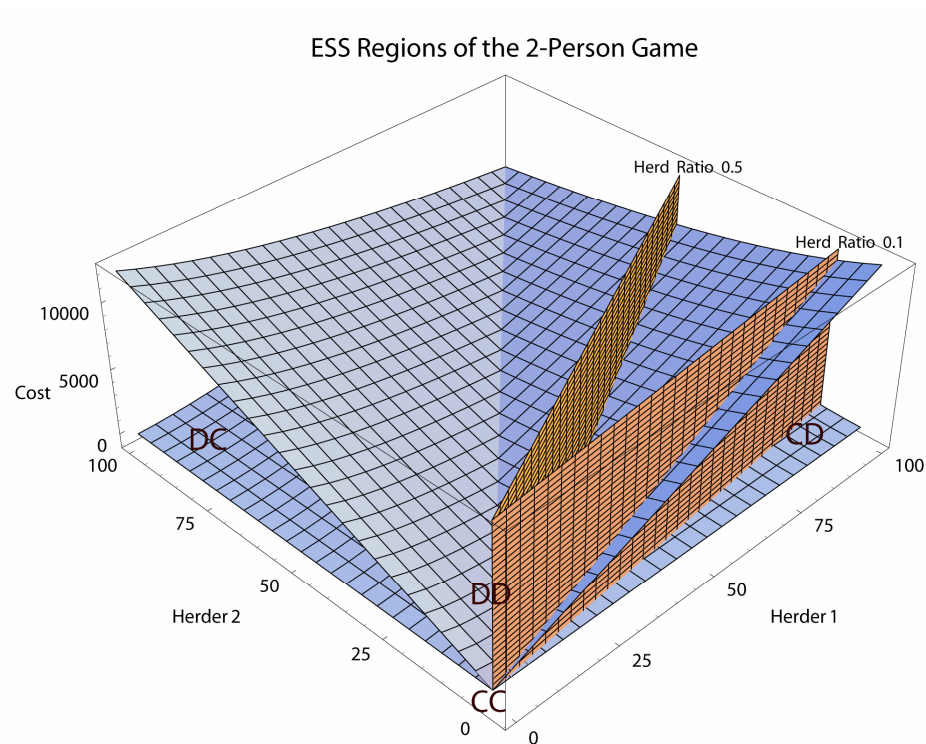 ESS Regions of the 2-Person Game
Herd Ratio 0.5
Herd Ratio 0.1
10000
5000
Cost
0
100
75
50
Herder 2
25
0
DC
DD
CC
CD
100
75
50
Herder 1
25
0